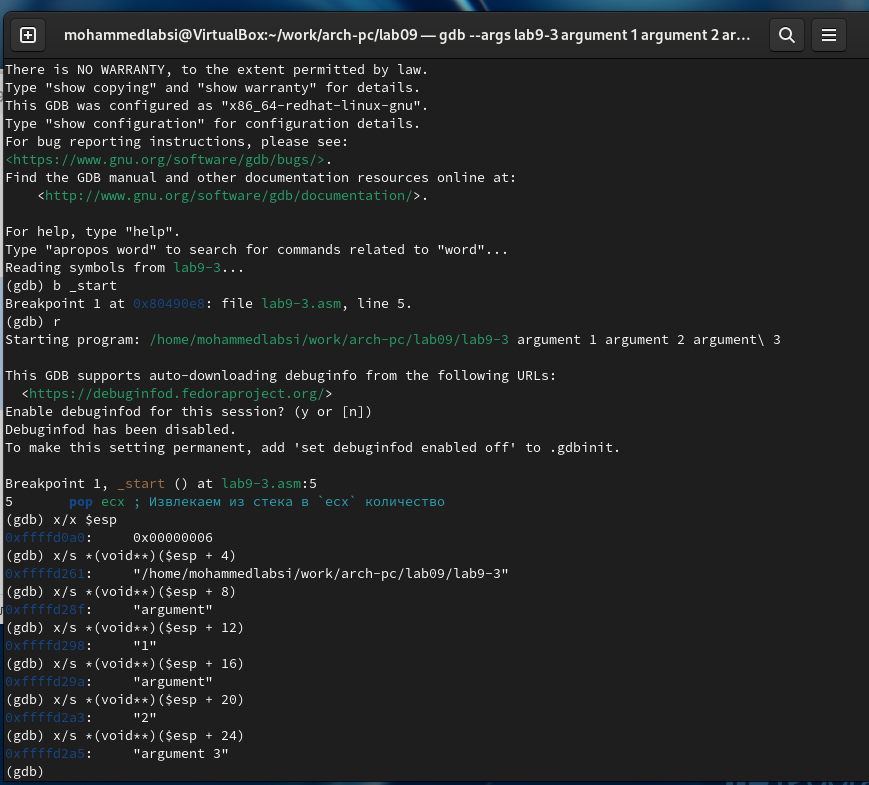 mohammedlabsi@VirtualBox:~/work/arch-pc/lab09 — gdb --args lab9-3 argument 1 argument 2 ar...
There is NO WARRANTY, to the extent permitted by law.
Type "show copying" and "show warranty" for details.
This GDB was configured as "x86_64-redhat-linux-gnu".
Type "show configuration" for configuration details.
For bug reporting instructions, please see:
<https://www.gnu.org/software/gdb/bugs/>.
Find the GDB manual and other documentation resources online at:
    <http://www.gnu.org/software/gdb/documentation/>.

For help, type "help".
Type "apropos word" to search for commands related to "word"...
Reading symbols from lab9-3...
(gdb) b _start
Breakpoint 1 at 0x80490e8: file lab9-3.asm, line 5.
(gdb) r
Starting program: /home/mohammedlabsi/work/arch-pc/lab09/lab9-3 argument 1 argument 2 argument\ 3

This GDB supports auto-downloading debuginfo from the following URLs:
  <https://debuginfod.fedoraproject.org/>
Enable debuginfod for this session? (y or [n])
Debuginfod has been disabled.
To make this setting permanent, add 'set debuginfod enabled off' to .gdbinit.

Breakpoint 1, _start () at lab9-3.asm:5
5       pop ecx ; Извлекаем из стека в `ecx` количество
(gdb) x/x $esp
0xffffd0a0:     0x00000006
(gdb) x/s *(void**)($esp + 4)
0xffffd261:     "/home/mohammedlabsi/work/arch-pc/lab09/lab9-3"
(gdb) x/s *(void**)($esp + 8)
0xffffd28f:     "argument"
(gdb) x/s *(void**)($esp + 12)
0xffffd298:     "1"
(gdb) x/s *(void**)($esp + 16)
0xffffd29a:     "argument"
(gdb) x/s *(void**)($esp + 20)
0xffffd2a3:     "2"
(gdb) x/s *(void**)($esp + 24)
0xffffd2a5:     "argument 3"
(gdb)